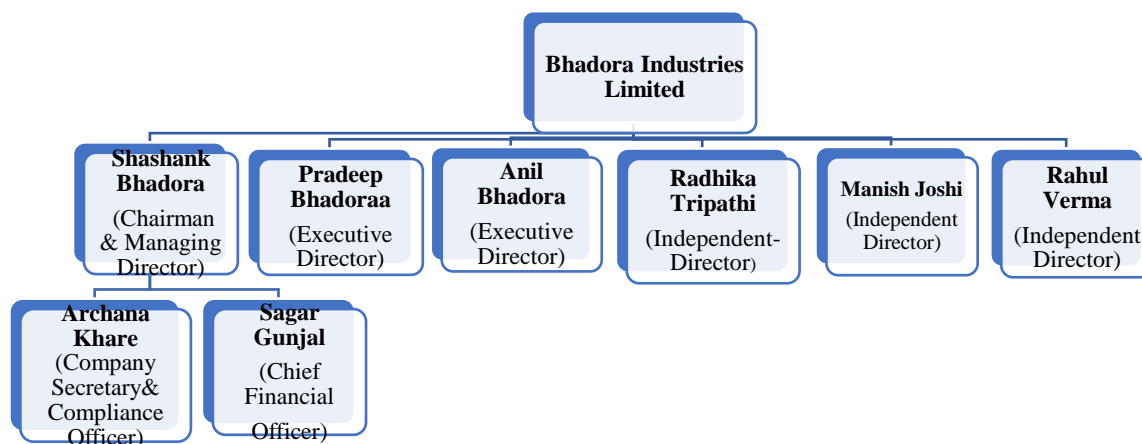 Bhadora Industries
Limited
Shashank
Bhadora
(Chairman
& Managing
Director)
Pradeep
Bhadoraa
(Executive
Director)
Anil
Bhadora
(Executive
Director)
Radhika
Tripathi
(Independent-
Director)
Manish Joshi
(Independent
Director)
Rahul
Verma
(Independent
Director)
Archana
Khare
(Company
Secretary&
Compliance
Officer)
Sagar
Gunjal
(Chief
Financial
Officer)